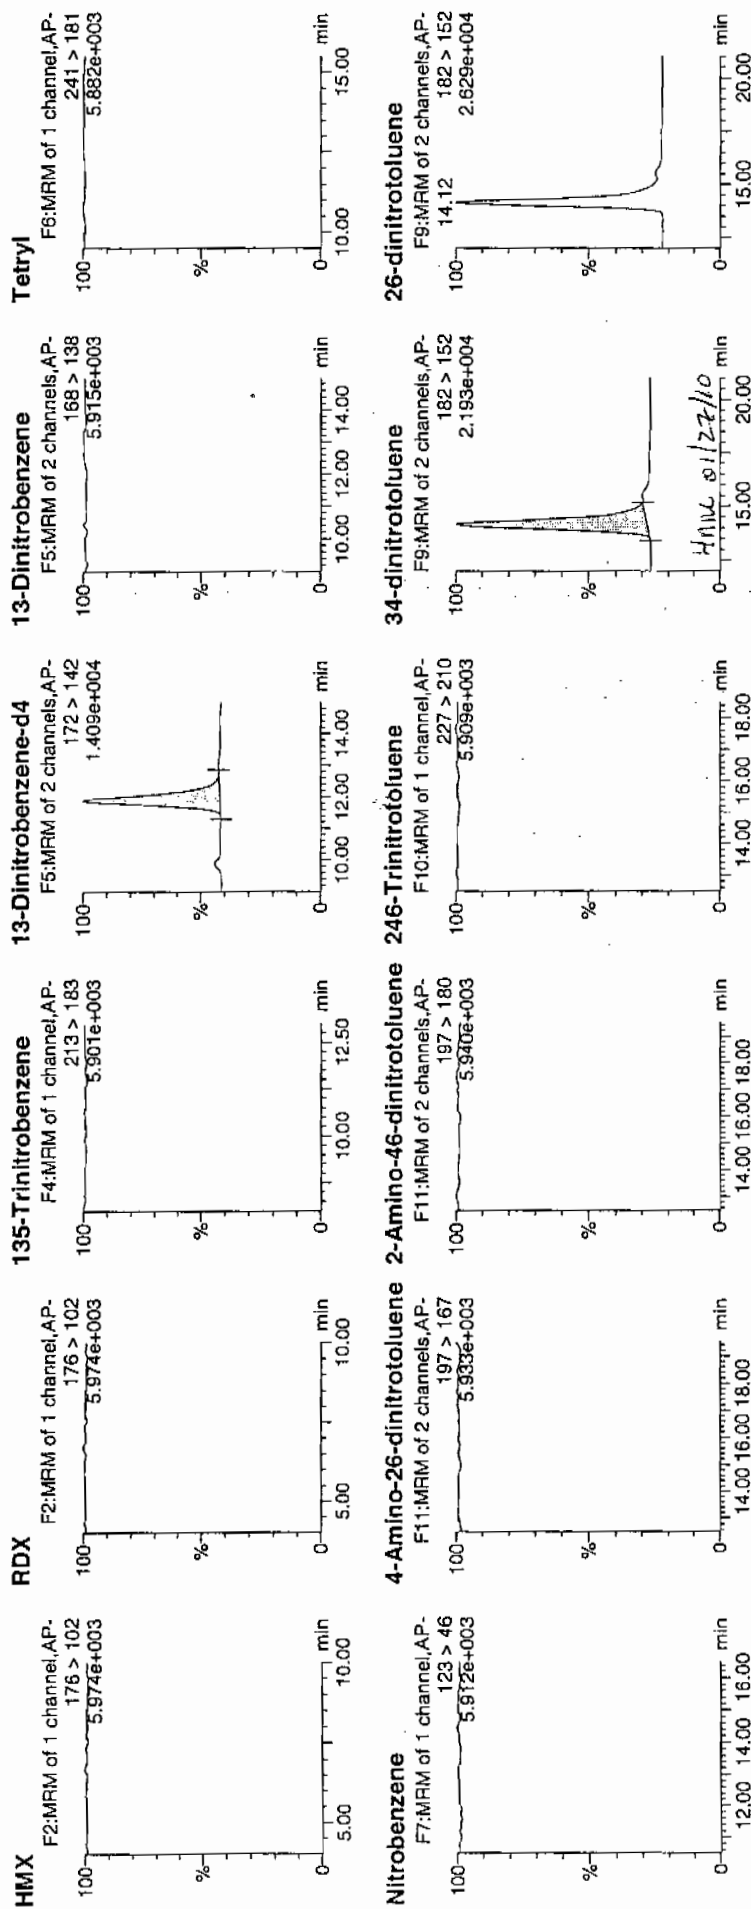 HMX
F2:MRM of 1 channel,AP-
176 > 102
5.974e+003
100
%
0
5.00 10.00 min
RDX
F2:MRM of 1 channel,AP-
176 > 102
5.974e+003
100
%
0
5.00 10.00 min
135-Trinitrobenzene
F4:MRM of 1 channel,AP-
213 > 183
5.901e+003
100
%
0
10.00 12.50 min
13-Dinitrobenzene-d4
F5:MRM of 2 channels,AP-
172 > 142
1.409e+004
100
%
0
10.00 12.00 14.00 min
13-Dinitrobenzene
F5:MRM of 2 channels,AP-
168 > 138
5.915e+003
100
%
0
10.00 12.00 14.00 min
Tetryl
F6:MRM of 1 channel,AP-
241 > 181
5.882e+003
100
%
0
10.00 15.00 min
Nitrobenzene
F7:MRM of 1 channel,AP-
123 > 46
5.912e+003
100
%
0
12.00 14.00 16.00 min
4-Amino-26-dinitrotoluene
F11:MRM of 2 channels,AP-
197 > 167
5.933e+003
100
%
0
14.00 16.00 18.00 min
2-Amino-46-dinitrotoluene
F11:MRM of 2 channels,AP-
197 > 180
5.940e+003
100
%
0
14.00 16.00 18.00 min
246-Trinitrotoluene
F10:MRM of 1 channel,AP-
227 > 210
5.909e+003
100
%
0
14.00 16.00 18.00 min
34-dinitrotoluene
F9:MRM of 2 channels,AP-
182 > 152
2.193e+004
100
%
01/27/10
0
15.00 20.00 min
26-dinitrotoluene
F9:MRM of 2 channels,AP-
14.12 182 > 152
2.629e+004
100
%
0
15.00 20.00 min